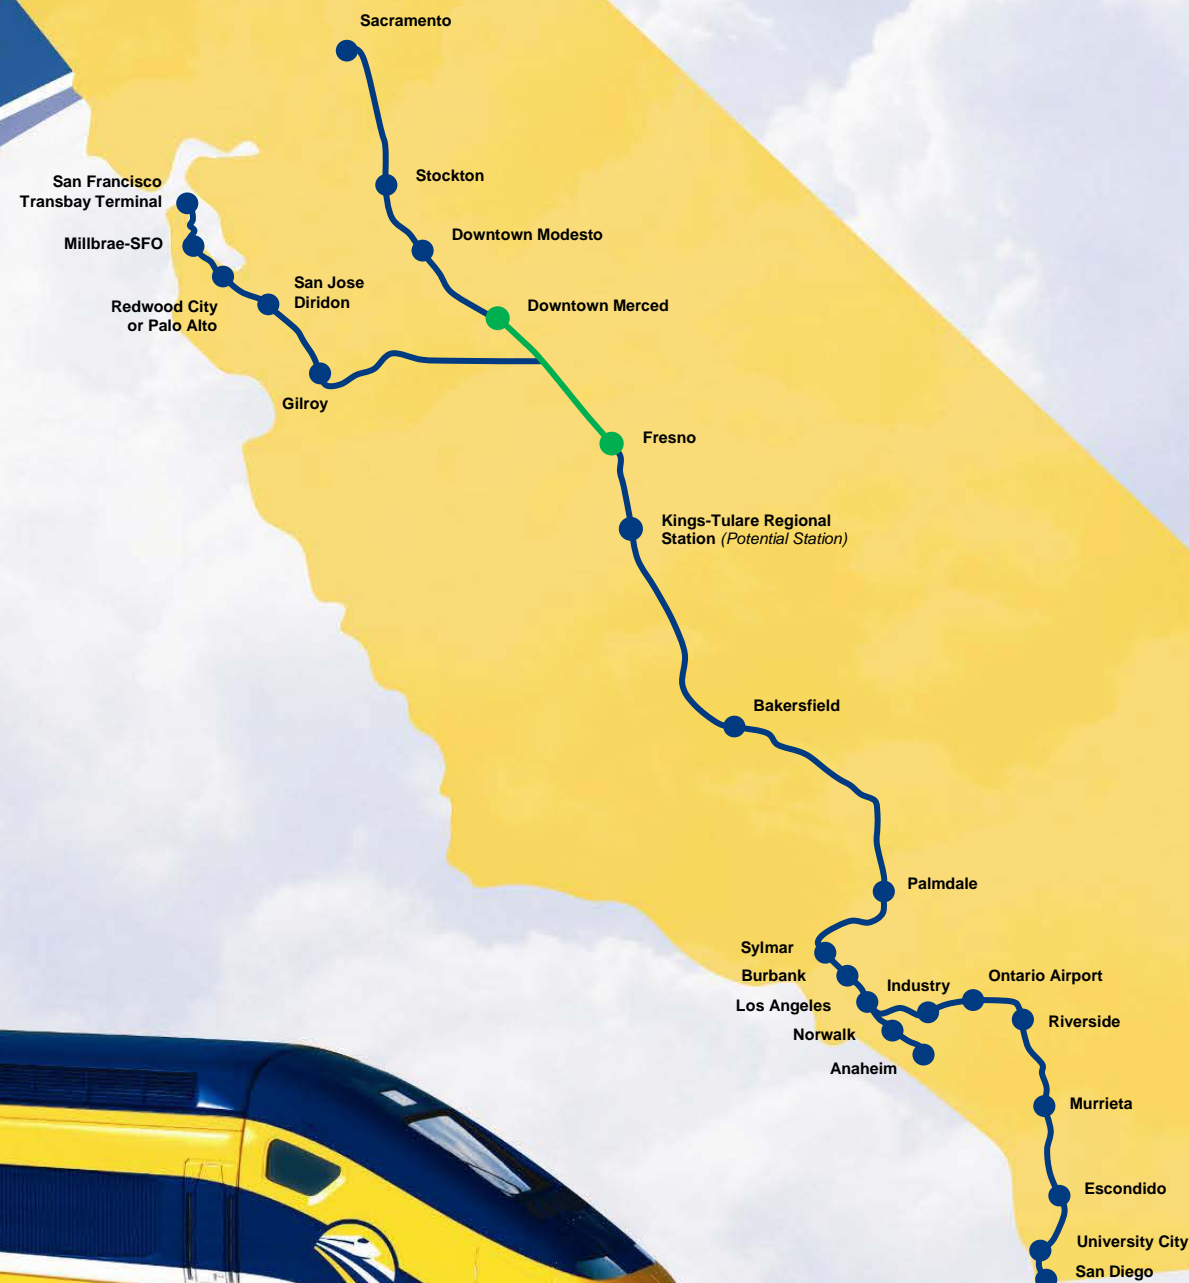 Sacramento
Stockton
San Francisco
Transbay Terminal
Downtown Modesto
Millbrae-SFO
San Jose
Diridon
Redwood City
or Palo Alto
Downtown Merced
Gilroy
Fresno
Kings-Tulare Regional
Station (Potential Station)
Bakersfield
Palmdale
Sylmar
Burbank
Ontario Airport
Industry
Los Angeles
Riverside
Norwalk
Anaheim
Murrieta
Escondido
University City
San Diego